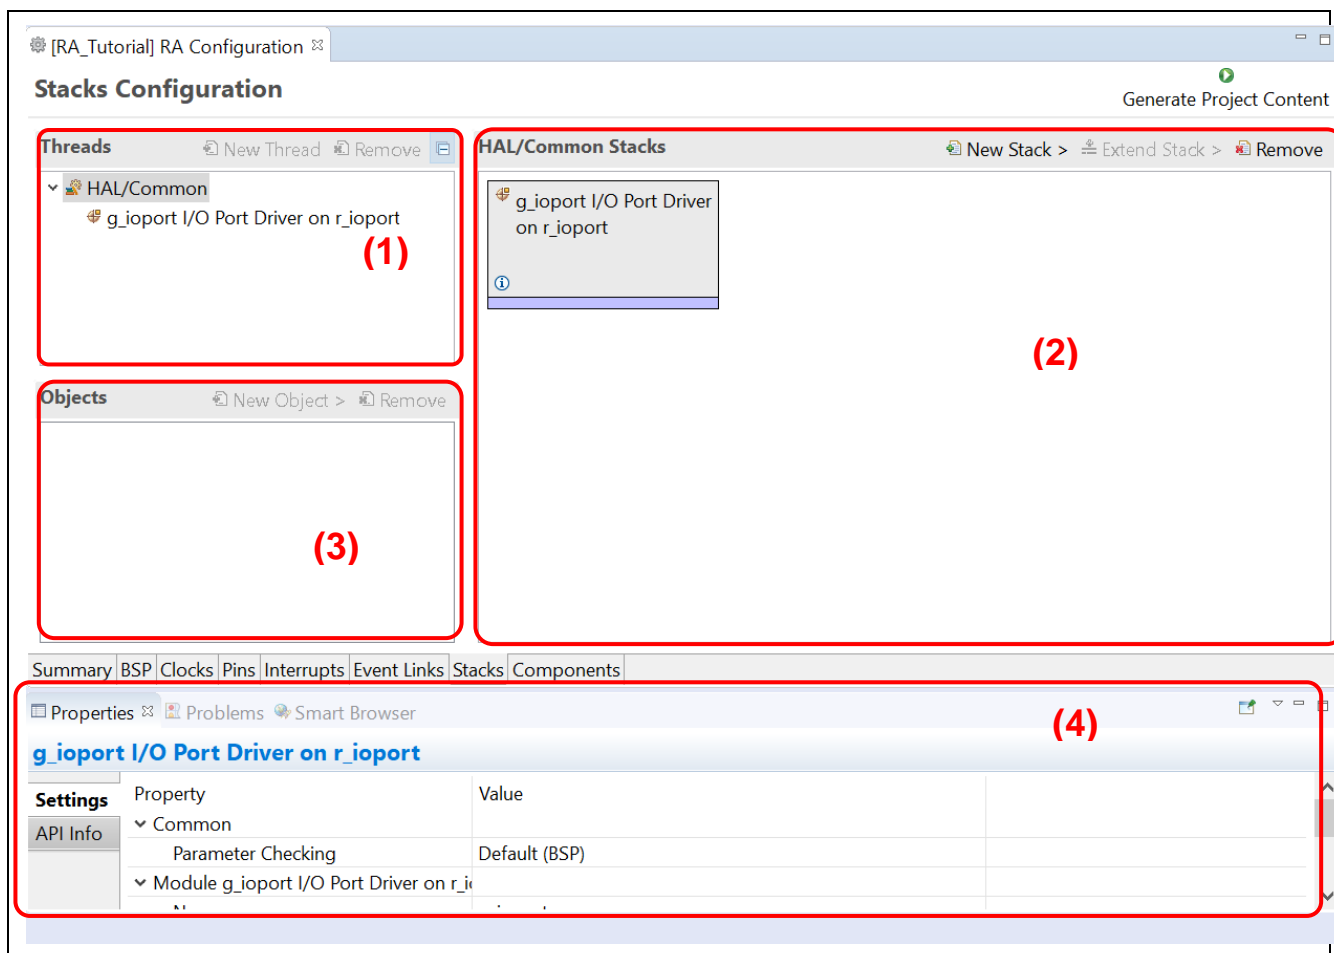 [RA_Tutorial] RA Configuration
Stacks Configuration
Generate Project Content
Threads New Thread Remove
HAL/Common
g_ioport I/O Port Driver on r_ioport
(1)
HAL/Common Stacks New Stack > Extend Stack > Remove
g_ioport I/O Port Driver
on r_ioport
(2)
Objects New Object > Remove
(3)
Summary BSP Clocks Pins Interrupts Event Links Stacks Components
Properties Problems Smart Browser
(4)
g_ioport I/O Port Driver on r_ioport
Settings
API Info
Property Value
Common
Parameter Checking Default (BSP)
Module g_ioport I/O Port Driver on